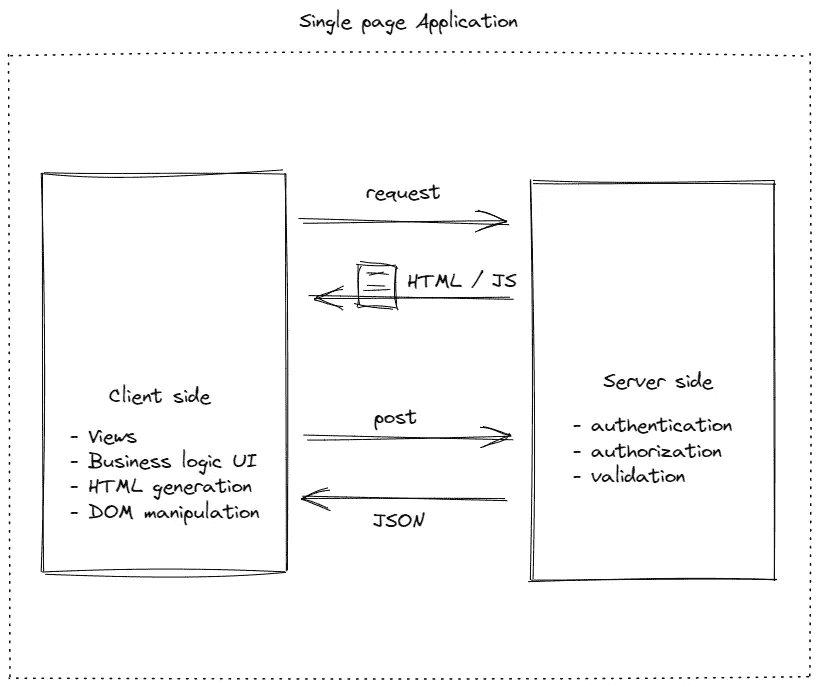 Single page Application
request
HTML / JS
Client side
- Views
- Business logic UI
- HTML generation
- DOM manipulation
post
JSON
Server side
- authentication
- authorization
- validation